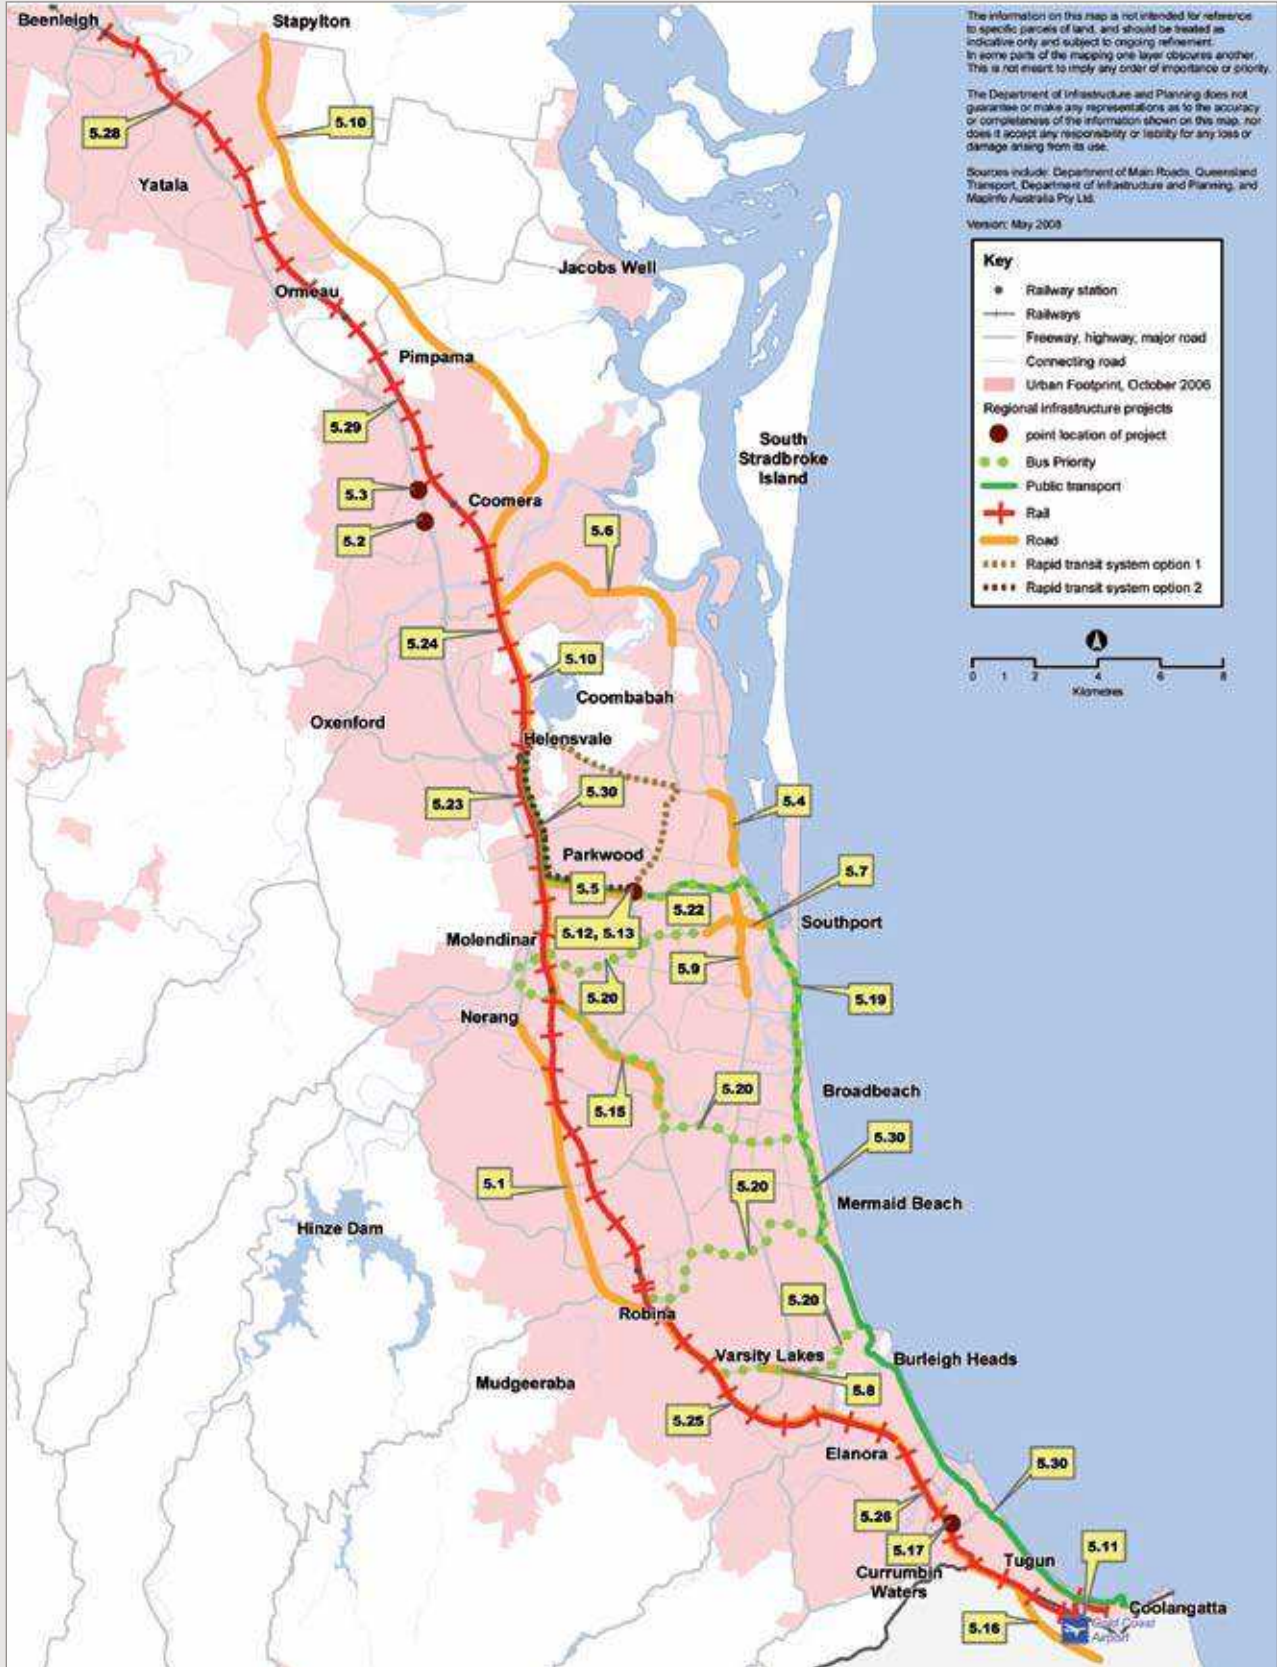 Beenleigh
Stapylton
The information on this map is not intended for reference
to specific parcels of land, and should be treated as
indicative only and subject to ongoing refinement.
In some parts of the mapping one layer obscures another.
This is not meant to imply any order of importance or priority.
The Department of Infrastructure and Planning does not
guarantee or make any representations as to the accuracy
or completeness of the information shown on this map, nor
does it accept any responsibility or liability for any loss or
damage arising from its use.
Sources include: Department of Main Roads, Queensland
Transport, Department of Infrastructure and Planning, and
MapInfo Australia Pty Ltd.
Version: May 2008
5.28
5.10
Yatala
Jacobs Well
Ormeau
Pimpama
Key
Railway station
Railways
Freeway, highway, major road
Connecting road
Urban Footprint, October 2006
Regional infrastructure projects
point location of project
Bus Priority
Public transport
Rail
Road
Rapid transit system option 1
Rapid transit system option 2
0 1 2 4 6 8
Kilometres
5.29
South
Stradbroke
Island
5.3
Coomera
5.2
5.6
5.24
5.10
Coombabah
Oxenford
Helensvale
5.23
5.30
5.4
Parkwood
5.5
5.7
5.22
Southport
5.12, 5.13
Molendinar
5.9
5.20
5.19
Nerang
5.15
5.20
Broadbeach
5.30
5.1
5.20
Mermaid Beach
Hinze Dam
5.20
Robina
Varsity Lakes
Burleigh Heads
Mudgeeraba
5.8
5.25
Elanora
5.30
5.26
5.17
5.11
Tugun
Currumbin
Waters
Coolangatta
5.16
Gold Coast
Airport